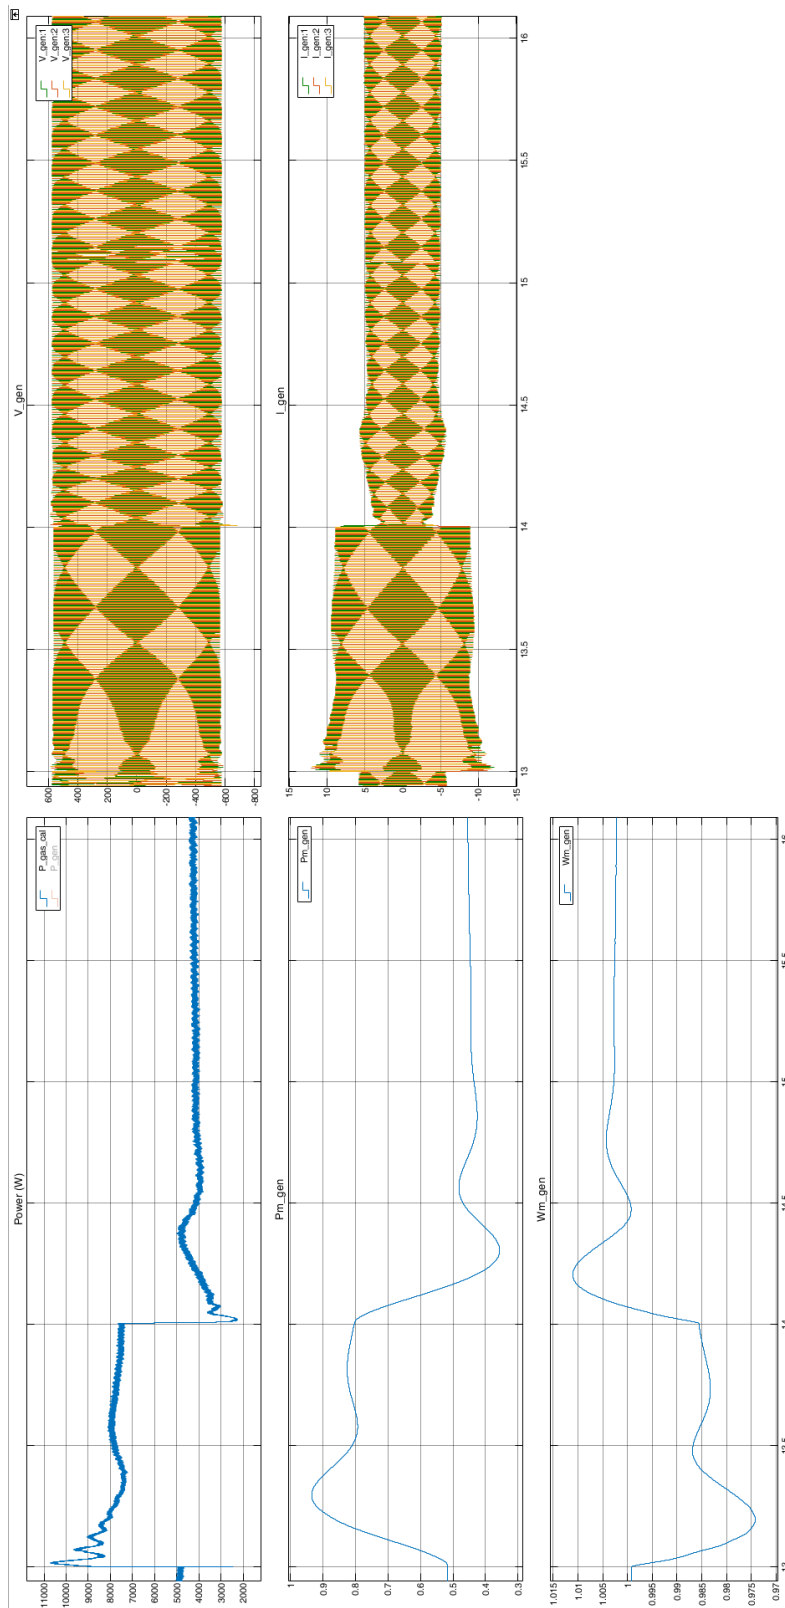 Power (W)
P_gas_cal
P_gen
11000
10000
9000
8000
7000
6000
5000
4000
3000
2000
V_gen
V_gen:1
V_gen:2
V_gen:3
600
400
200
0
-200
-400
-600
-800
Pm_gen
Pm_gen
1
0.9
0.8
0.7
0.6
0.5
0.4
0.3
I_gen
I_gen:1
I_gen:2
I_gen:3
15
10
5
0
-5
-10
-15
13 13.5 14 14.5 15 15.5 16
Wm_gen
Wm_gen
1.015
1.01
1.005
1
0.995
0.99
0.985
0.98
0.975
0.97
13 13.5 14 14.5 15 15.5 16